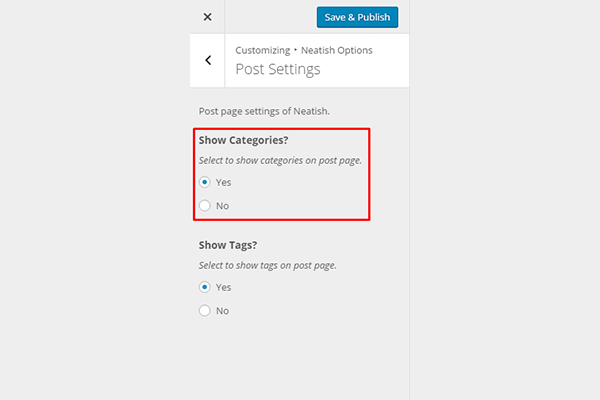 Save & Publish
Customizing • Neatish Options
Post Settings
Post page settings of Neatish.
Show Categories?
Select to show categories on post page.
Yes
No
Show Tags?
Select to show tags on post page.
Yes
No